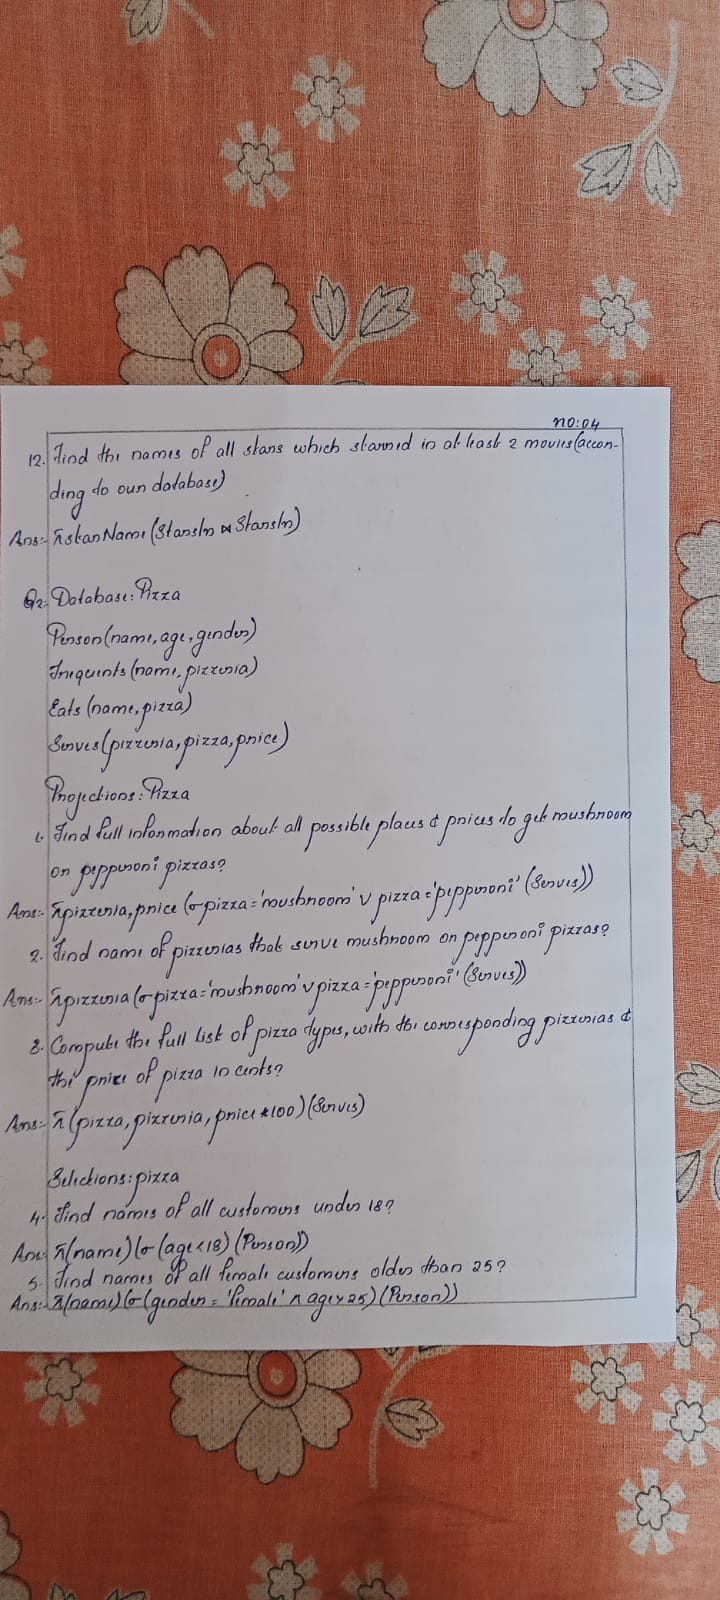 NO:04
12. Find the names of all stars which starred in at least 2 movies (accor-
ding to our database)
Ans:- π starName (StarsIn ⋈ StarsIn)
Q2:- Database: Pizza
Person (name, age, gender)
Frequents (name, pizzeria)
Eats (name, pizza)
Serves (pizzeria, pizza, price)
Projections: Pizza
1. Find full information about all possible places & prices to get mushroom
or pepperoni pizzas?
Ans:- π pizzeria, price (σ pizza = 'mushroom' ∨ pizza = 'pepperoni' (Serves))
2. Find name of pizzerias that serve mushroom or pepperoni pizzas?
Ans:- π pizzeria (σ pizza = 'mushroom' ∨ pizza = 'pepperoni' (Serves))
3. Compute the full list of pizza types, with the corresponding pizzerias &
the price of pizza in cents?
Ans:- π (pizza, pizzeria, price * 100) (Serves)
Selections: pizza
4. Find names of all customers under 18?
Ans: π (name) (σ (age < 18) (Person))
5. Find names of all female customers older than 25?
Ans:- π (name) (σ (gender = 'female' ∧ age > 25) (Person))